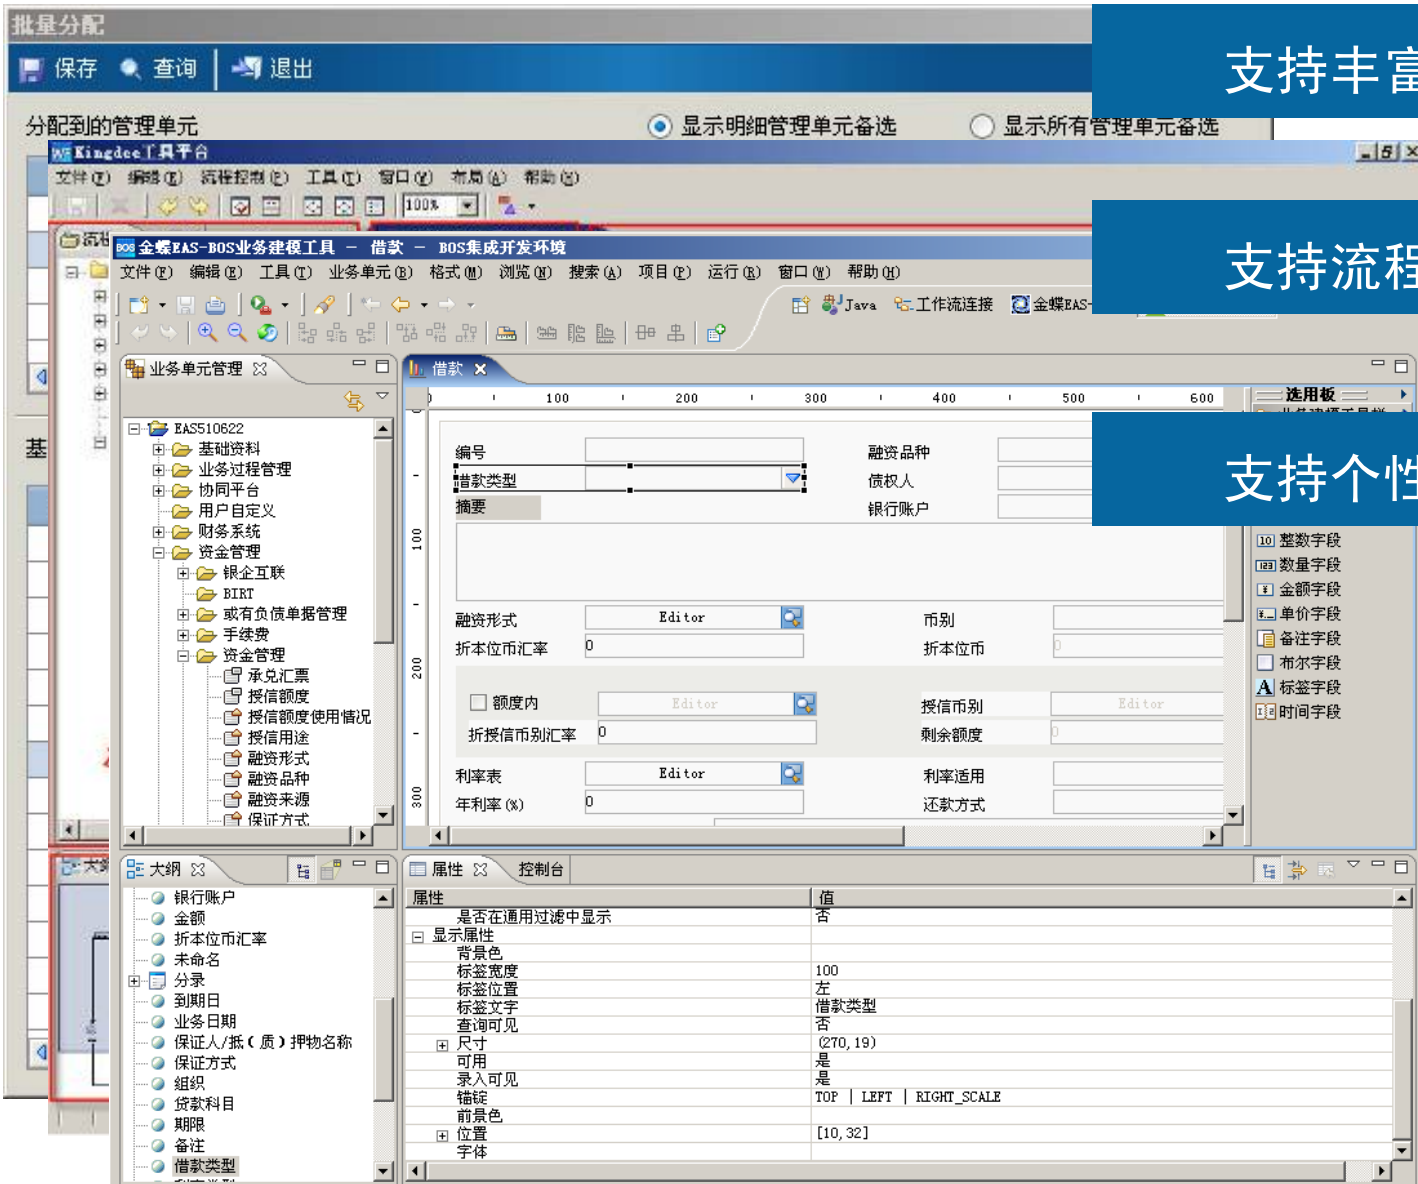 批量分配
保存 查询 退出
支持丰富
分配到的管理单元 显示明细管理单元备选 显示所有管理单元备选
Kingdee工具平台
文件(F) 编辑(E) 流程控制(P) 工具(T) 窗口(W) 布局(A) 帮助(H)
100%
支持流程
金蝶EAS-BOS业务建模工具 - 借款 - BOS集成开发环境
文件(F) 编辑(E) 工具(T) 业务单元(B) 格式(M) 浏览(N) 搜索(A) 项目(P) 运行(R) 窗口(W) 帮助(H)
Java 工作流连接 金蝶EAS-
业务单元管理
借款
0 100 200 300 400 500 600
选用板
EAS510622
基础资料
业务过程管理
协同平台
用户自定义
财务系统
资金管理
银企互联
BIRT
或有负债单据管理
手续费
资金管理
承兑汇票
授信额度
授信额度使用情况
授信用途
融资形式
融资品种
融资来源
保证方式
基
编号 融资品种
借款类型 债权人
摘要 银行账户
支持个性
100
200
300
融资形式 Editor 币别
折本位币汇率 0 折本位币 0
额度内 Editor 授信币别 Editor
折授信币别汇率 0 剩余额度 0
利率表 Editor 利率适用
年利率(%) 0 还款方式
整数字段
数量字段
金额字段
单价字段
备注字段
布尔字段
标签字段
时间字段
大纲
银行账户
金额
折本位币汇率
未命名
分录
到期日
业务日期
保证人/抵(质)押物名称
保证方式
组织
贷款科目
期限
备注
借款类型
属性 控制台
属性 值
是否在通用过滤中显示 否
显示属性
背景色
标签宽度 100
标签位置 左
标签文字 借款类型
查询可见 否
尺寸 (270,19)
可用 是
录入可见 是
锚锭 TOP | LEFT | RIGHT_SCALE
前景色
位置 [10,32]
字体